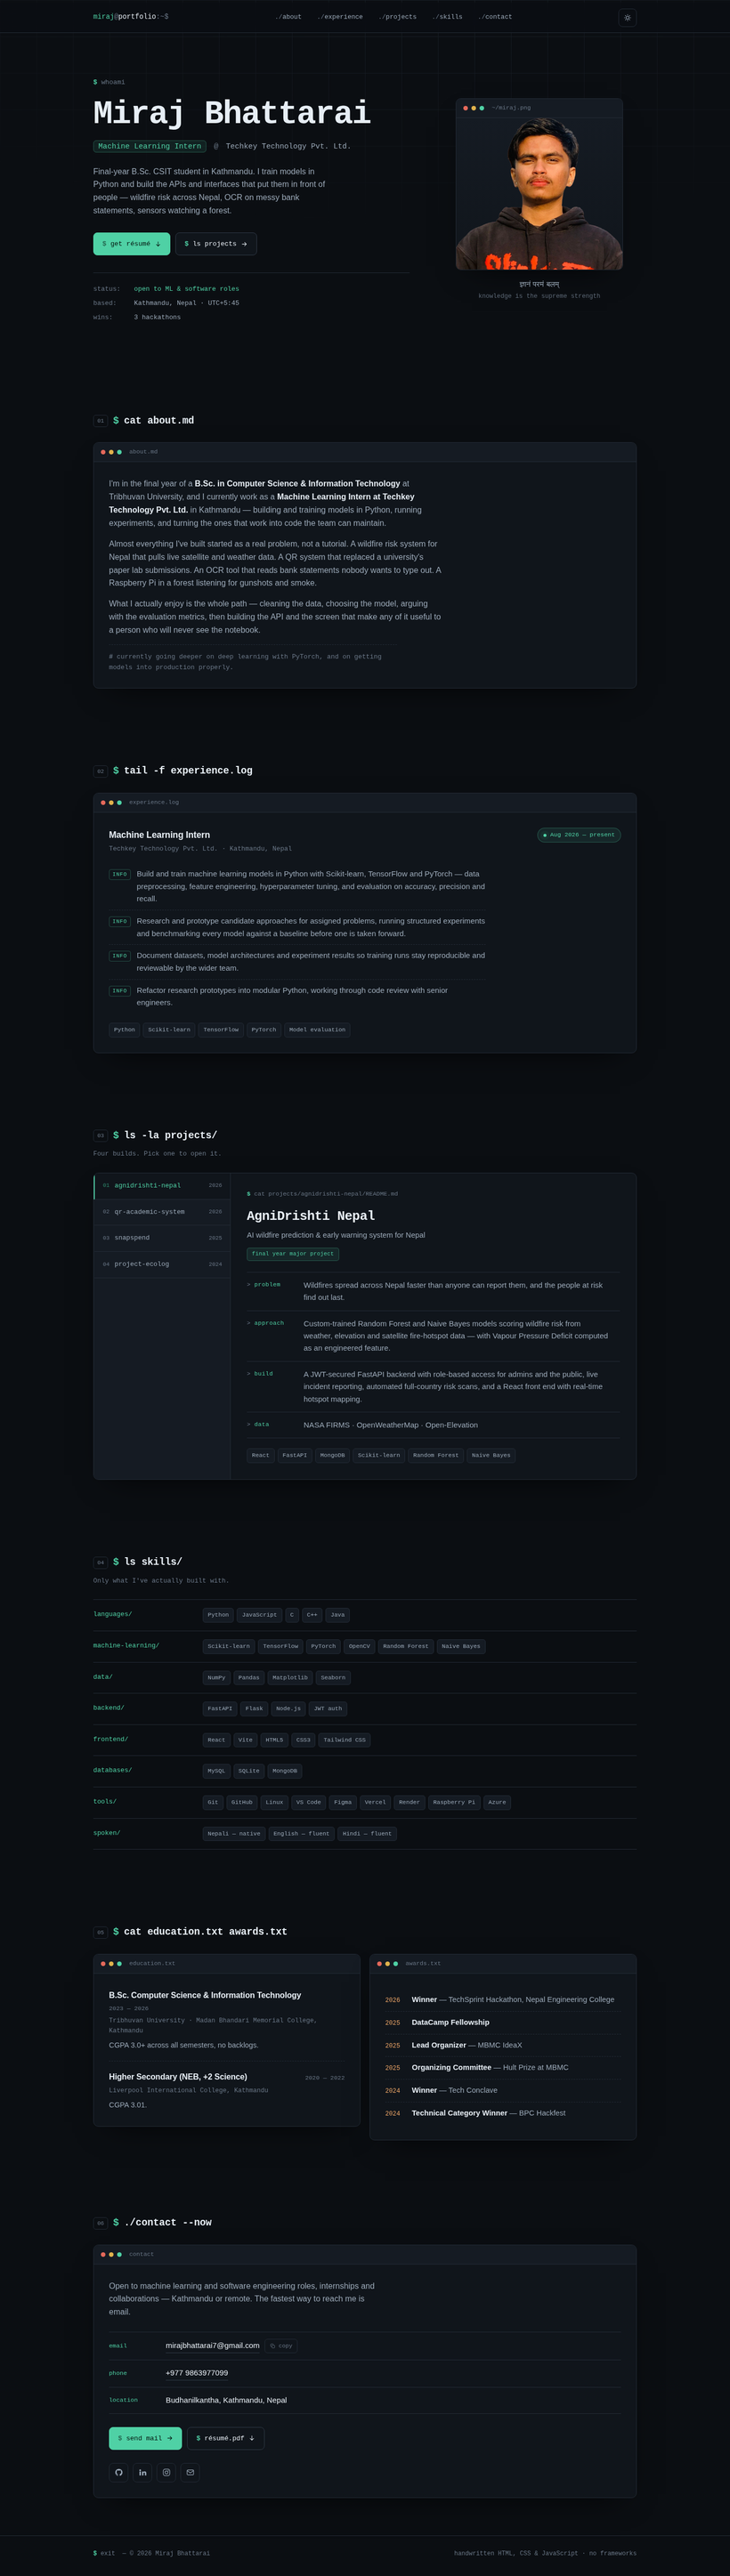 miraj@portfolio:~$
./about ./experience ./projects ./skills ./contact
$ whoami
Miraj Bhattarai
Machine Learning Intern @ Techkey Technology Pvt. Ltd.
Final-year B.Sc. CSIT student in Kathmandu. I train models in
Python and build the APIs and interfaces that put them in front of
people — wildfire risk across Nepal, OCR on messy bank
statements, sensors watching a forest.
$ get résumé ↓
$ ls projects →
status: open to ML & software roles
based: Kathmandu, Nepal · UTC+5:45
wins: 3 hackathons
~/miraj.png
ज्ञानं परमं बलम्
knowledge is the supreme strength
01 $ cat about.md
about.md
I'm in the final year of a B.Sc. in Computer Science & Information Technology at
Tribhuvan University, and I currently work as a Machine Learning Intern at Techkey
Technology Pvt. Ltd. in Kathmandu — building and training models in Python, running
experiments, and turning the ones that work into code the team can maintain.
Almost everything I've built started as a real problem, not a tutorial. A wildfire risk system for
Nepal that pulls live satellite and weather data. A QR system that replaced a university's
paper lab submissions. An OCR tool that reads bank statements nobody wants to type out. A
Raspberry Pi in a forest listening for gunshots and smoke.
What I actually enjoy is the whole path — cleaning the data, choosing the model, arguing
with the evaluation metrics, then building the API and the screen that make any of it useful to
a person who will never see the notebook.
# currently going deeper on deep learning with PyTorch, and on getting
models into production properly.
02 $ tail -f experience.log
experience.log
Machine Learning Intern
Aug 2026 — present
Techkey Technology Pvt. Ltd. · Kathmandu, Nepal
INFO Build and train machine learning models in Python with Scikit-learn, TensorFlow and PyTorch — data
preprocessing, feature engineering, hyperparameter tuning, and evaluation on accuracy, precision and
recall.
INFO Research and prototype candidate approaches for assigned problems, running structured experiments
and benchmarking every model against a baseline before one is taken forward.
INFO Document datasets, model architectures and experiment results so training runs stay reproducible and
reviewable by the wider team.
INFO Refactor research prototypes into modular Python, working through code review with senior
engineers.
Python Scikit-learn TensorFlow PyTorch Model evaluation
03 $ ls -la projects/
Four builds. Pick one to open it.
01 agnidrishti-nepal 2026
02 qr-academic-system 2026
03 snapspend 2025
04 project-ecolog 2024
$ cat projects/agnidrishti-nepal/README.md
AgniDrishti Nepal
AI wildfire prediction & early warning system for Nepal
final year major project
> problem Wildfires spread across Nepal faster than anyone can report them, and the people at risk
find out last.
> approach Custom-trained Random Forest and Naive Bayes models scoring wildfire risk from
weather, elevation and satellite fire-hotspot data — with Vapour Pressure Deficit computed
as an engineered feature.
> build A JWT-secured FastAPI backend with role-based access for admins and the public, live
incident reporting, automated full-country risk scans, and a React front end with real-time
hotspot mapping.
> data NASA FIRMS · OpenWeatherMap · Open-Elevation
React FastAPI MongoDB Scikit-learn Random Forest Naive Bayes
04 $ ls skills/
Only what I've actually built with.
languages/ Python JavaScript C C++ Java
machine-learning/ Scikit-learn TensorFlow PyTorch OpenCV Random Forest Naive Bayes
data/ NumPy Pandas Matplotlib Seaborn
backend/ FastAPI Flask Node.js JWT auth
frontend/ React Vite HTML5 CSS3 Tailwind CSS
databases/ MySQL SQLite MongoDB
tools/ Git GitHub Linux VS Code Figma Vercel Render Raspberry Pi Azure
spoken/ Nepali — native English — fluent Hindi — fluent
05 $ cat education.txt awards.txt
education.txt
B.Sc. Computer Science & Information Technology
2023 — 2026
Tribhuvan University · Madan Bhandari Memorial College,
Kathmandu
CGPA 3.0+ across all semesters, no backlogs.
Higher Secondary (NEB, +2 Science) 2020 — 2022
Liverpool International College, Kathmandu
CGPA 3.01.
awards.txt
2026 Winner — TechSprint Hackathon, Nepal Engineering College
2025 DataCamp Fellowship
2025 Lead Organizer — MBMC IdeaX
2025 Organizing Committee — Hult Prize at MBMC
2024 Winner — Tech Conclave
2024 Technical Category Winner — BPC Hackfest
06 $ ./contact --now
contact
Open to machine learning and software engineering roles, internships and
collaborations — Kathmandu or remote. The fastest way to reach me is
email.
email mirajbhattarai7@gmail.com copy
phone +977 9863977099
location Budhanilkantha, Kathmandu, Nepal
$ send mail →
$ résumé.pdf ↓
$ exit — © 2026 Miraj Bhattarai
handwritten HTML, CSS & JavaScript · no frameworks